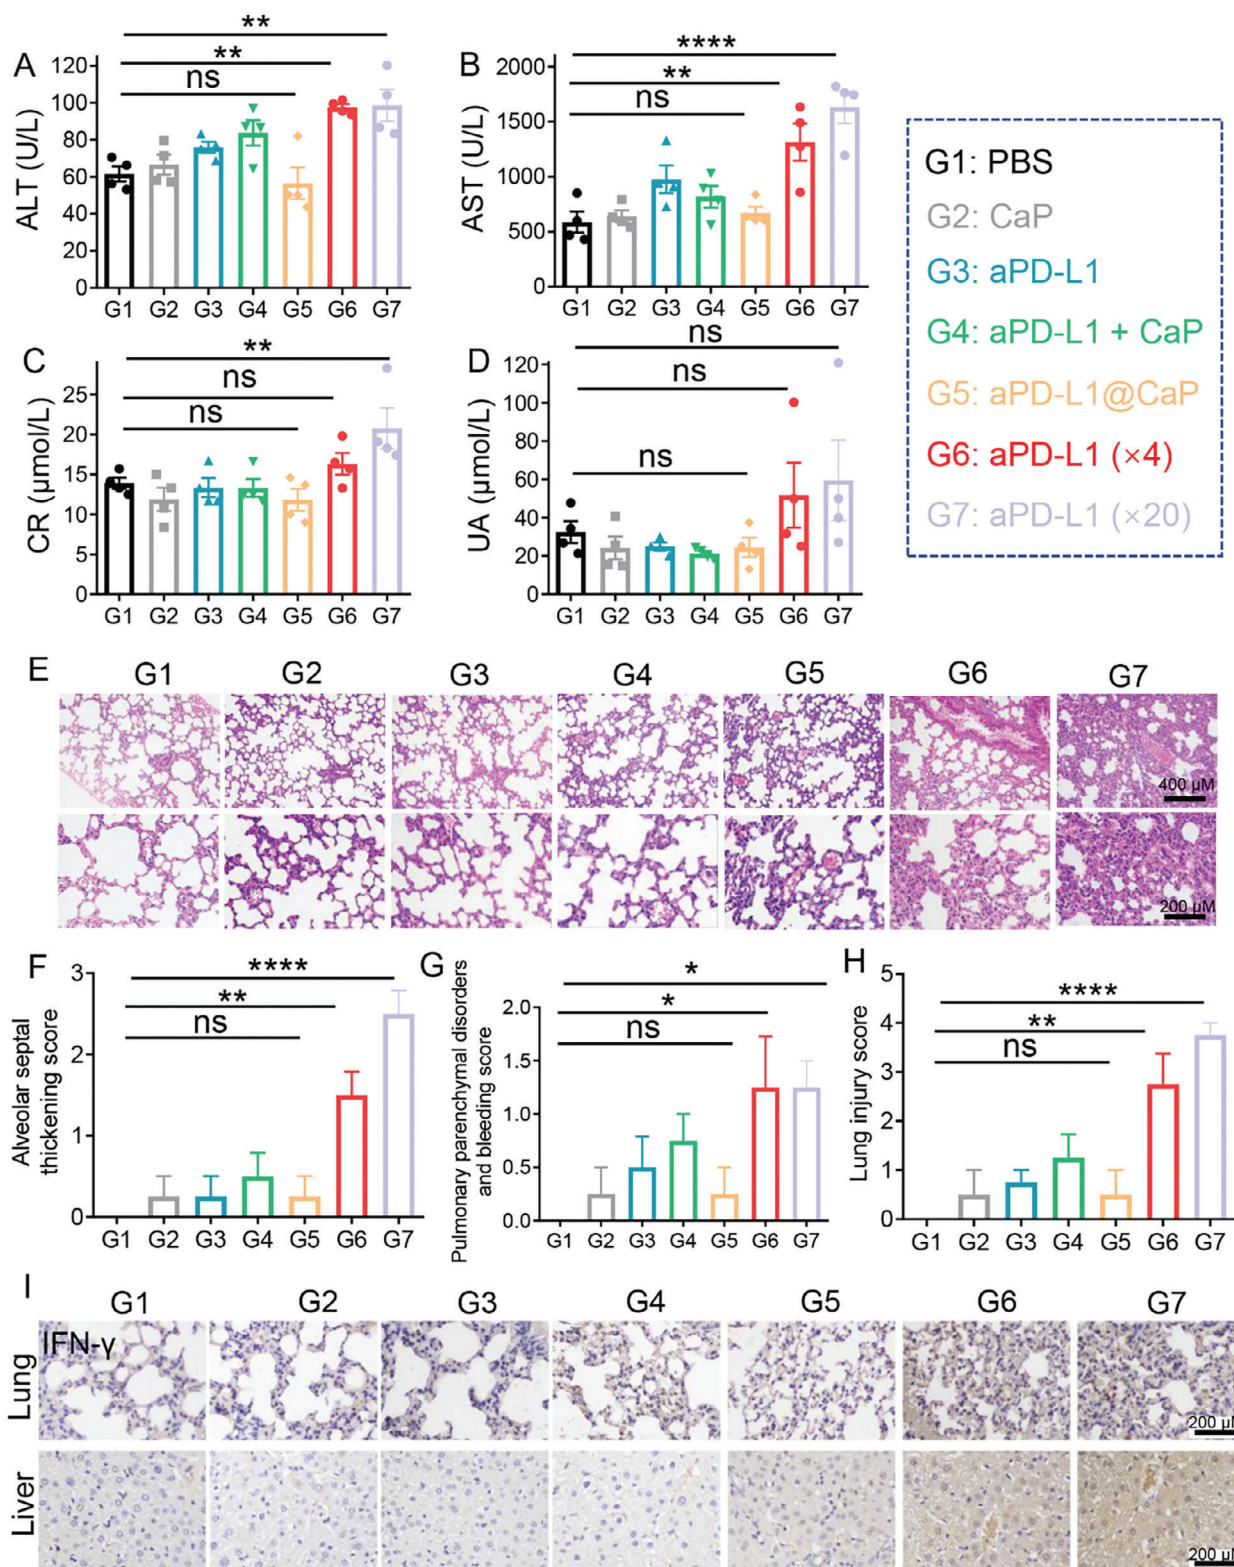 A
ALT (U/L)
120
100
80
60
40
20
0
**
**
ns
G1 G2 G3 G4 G5 G6 G7
B
AST (U/L)
2000
1500
1000
500
0
****
**
ns
G1 G2 G3 G4 G5 G6 G7
G1: PBS
G2: CaP
G3: aPD-L1
G4: aPD-L1 + CaP
G5: aPD-L1@CaP
G6: aPD-L1 (×4)
G7: aPD-L1 (×20)
C
CR (μmol/L)
25
20
15
10
5
0
**
ns
ns
G1 G2 G3 G4 G5 G6 G7
D
UA (μmol/L)
120
100
80
60
40
20
0
ns
ns
ns
G1 G2 G3 G4 G5 G6 G7
E
G1 G2 G3 G4 G5 G6 G7
400 μM
200 μM
F
Alveolar septal
thickening score
3
2
1
0
****
**
ns
G1 G2 G3 G4 G5 G6 G7
G
Pulmonary parenchymal disorders
and bleeding score
2.0
1.5
1.0
0.5
0.0
*
*
ns
G1 G2 G3 G4 G5 G6 G7
H
Lung injury score
5
4
3
2
1
0
****
**
ns
G1 G2 G3 G4 G5 G6 G7
I
G1 G2 G3 G4 G5 G6 G7
IFN-γ
Lung
200 μM
Liver
200 μM